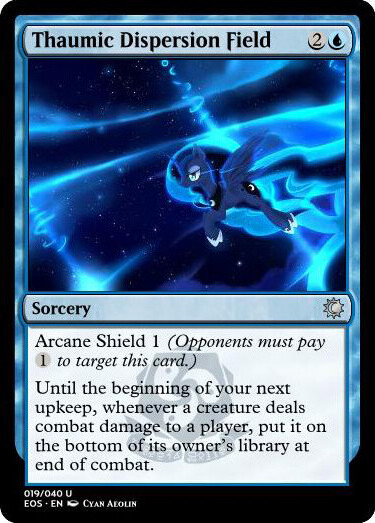 Thaumic Dispersion Field 2
Sorcery
Arcane Shield 1 (Opponents must pay
1 to target this card.)
Until the beginning of your next
upkeep, whenever a creature deals
combat damage to a player, put it on
the bottom of its owner's library at
end of combat.
019/040 U
EOS • EN Cyan Aeolin